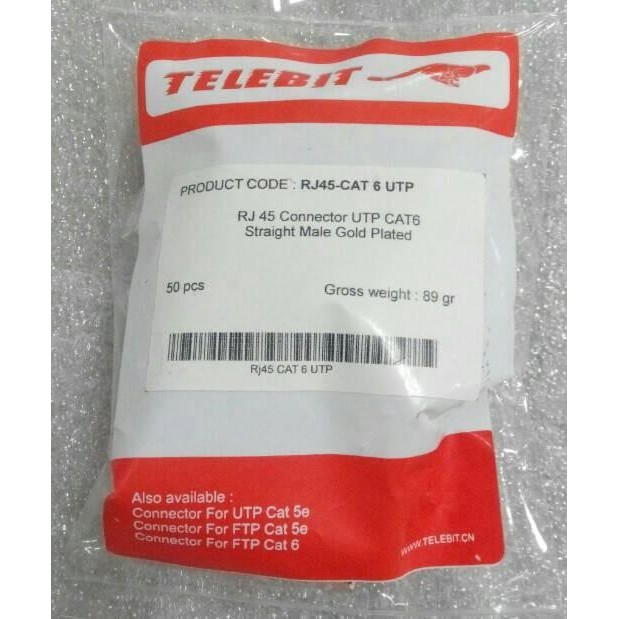 TELEBIT
PRODUCT CODE : RJ45-CAT 6 UTP
RJ 45 Connector UTP CAT6
Straight Male Gold Plated
50 pcs
Gross weight : 89 gr
Rj45 CAT 6 UTP
Also available :
Connector For UTP Cat 5e
Connector For FTP Cat 5e
Connector For FTP Cat 6
www.TELEBIT.CN